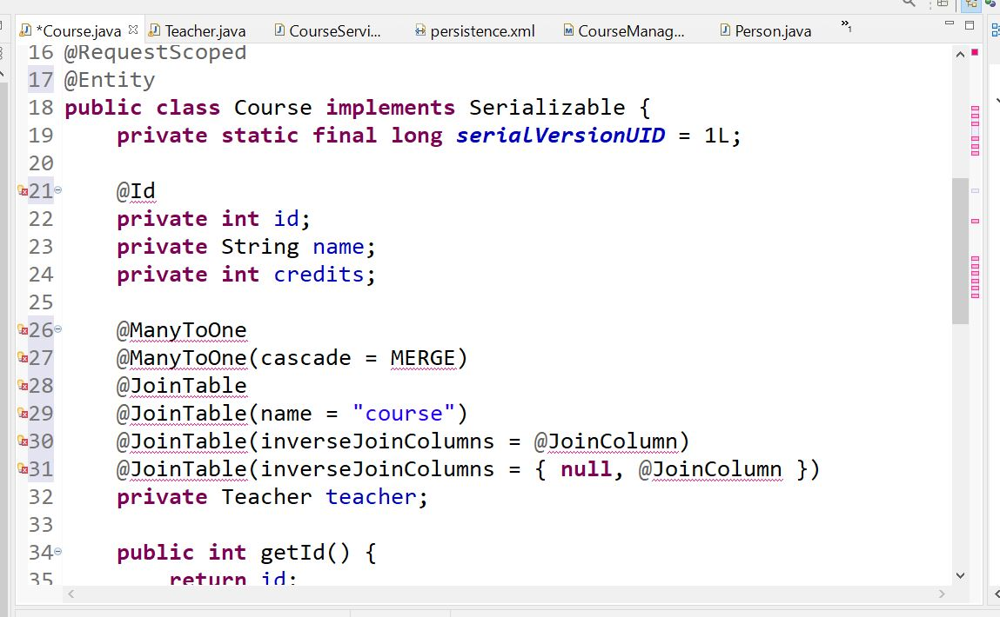 *Course.java Teacher.java CourseServi... persistence.xml CourseManag... Person.java »1
16 @RequestScoped
17 @Entity
18 public class Course implements Serializable {
19     private static final long serialVersionUID = 1L;
20
21     @Id
22     private int id;
23     private String name;
24     private int credits;
25
26     @ManyToOne
27     @ManyToOne(cascade = MERGE)
28     @JoinTable
29     @JoinTable(name = "course")
30     @JoinTable(inverseJoinColumns = @JoinColumn)
31     @JoinTable(inverseJoinColumns = { null, @JoinColumn })
32     private Teacher teacher;
33
34     public int getId() {
35         return id;